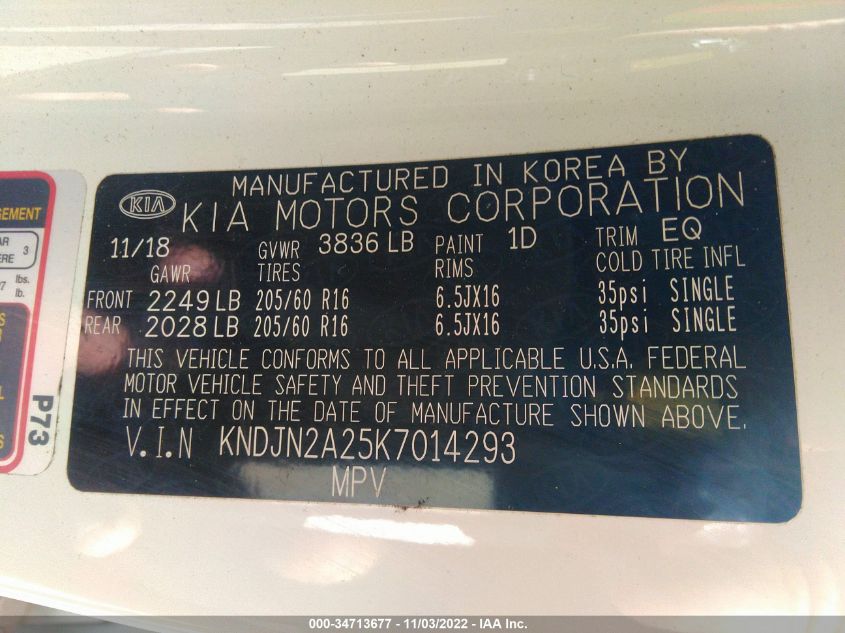 MANUFACTURED IN KOREA BY
KIA KIA MOTORS CORPORATION
11/18 GVWR 3836 LB PAINT 1D TRIM EQ
GAWR TIRES RIMS COLD TIRE INFL
FRONT 2249 LB 205/60 R16 6.5JX16 35psi SINGLE
REAR 2028 LB 205/60 R16 6.5JX16 35psi SINGLE
THIS VEHICLE CONFORMS TO ALL APPLICABLE U.S.A. FEDERAL
MOTOR VEHICLE SAFETY AND THEFT PREVENTION STANDARDS
IN EFFECT ON THE DATE OF MANUFACTURE SHOWN ABOVE.
V.I.N KNDJN2A25K7014293
MPV
3
lbs.
lb.
P73
000-34713677 - 11/03/2022 - IAA Inc.